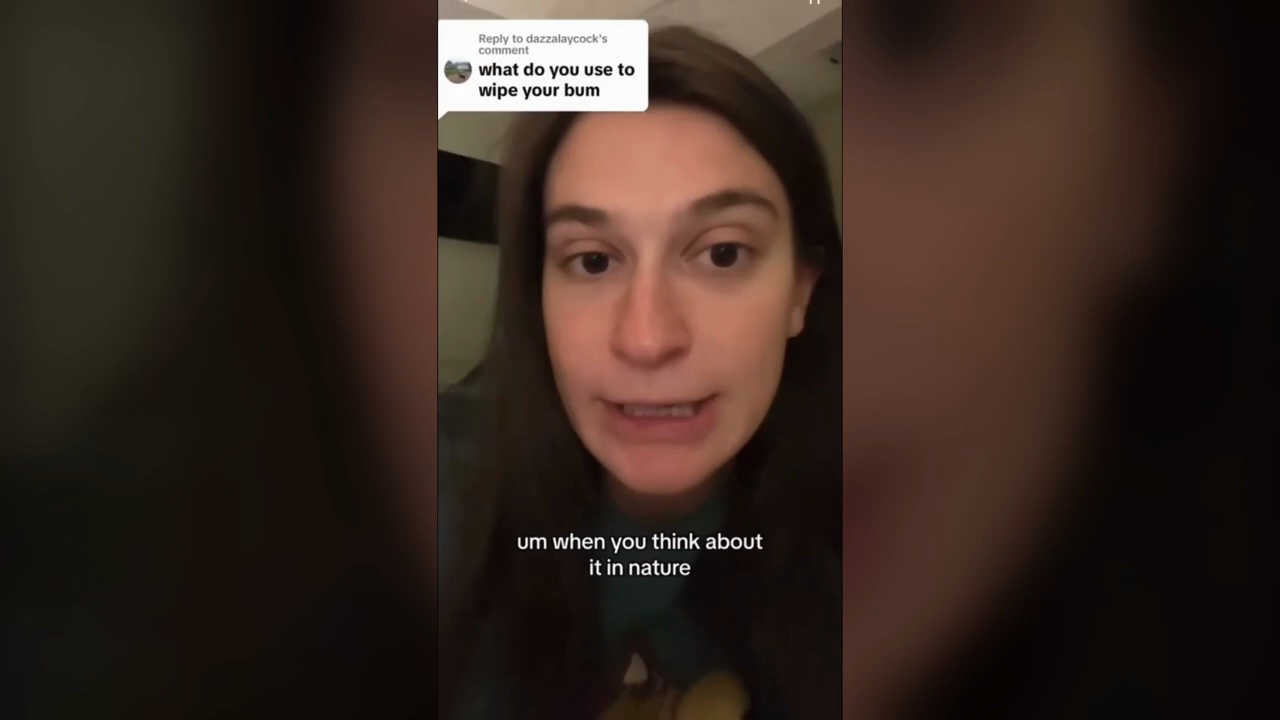 Reply to dazzalaycock's
comment
what do you use to
wipe your bum
um when you think about
it in nature